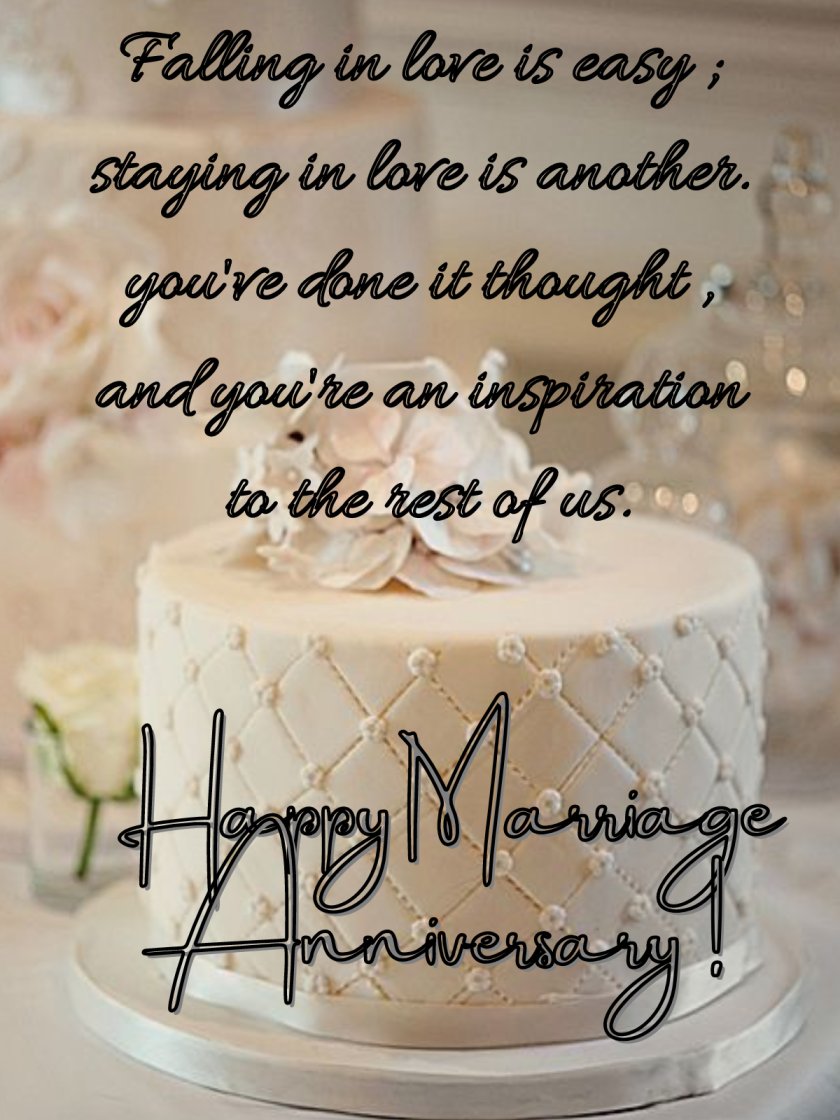 Falling in love is easy ;
staying in love is another.
you've done it thought ,
and you're an inspiration
to the rest of us.
Happy Marriage
Anniversary !